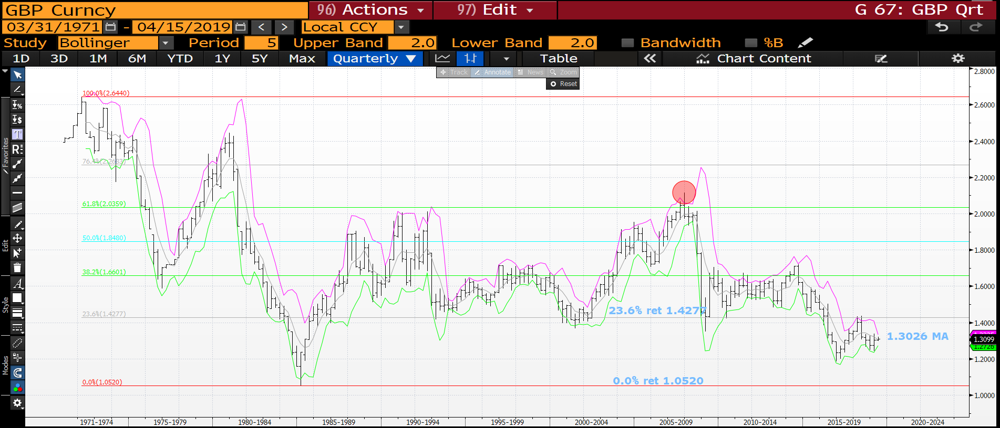 GBP Curncy 96) Actions 97) Edit G 67: GBP Qrt
03/31/1971 - 04/15/2019 < > Local CCY
Study Bollinger Period 5 Upper Band 2.0 Lower Band 2.0 Bandwidth %B
1D 3D 1M 6M YTD 1Y 5Y Max Quarterly Table Chart Content
Track Annotate News Zoom
Reset
Favorites
Edit
Style
Modes
100.0%(2.6440)
76.4%(2.2683)
61.8%(2.0359)
50.0%(1.8480)
38.2%(1.6601)
23.6%(1.4277)
0.0%(1.0520)
23.6% ret 1.4277
1.3026 MA
0.0% ret 1.0520
2.8000
2.6000
2.4000
2.2000
2.0000
1.8000
1.6000
1.4000
1.3099
1.2726
1.2000
1.0000
1971-1974 1975-1979 1980-1984 1985-1989 1990-1994 1995-1999 2000-2004 2005-2009 2010-2014 2015-2019 2020-2024